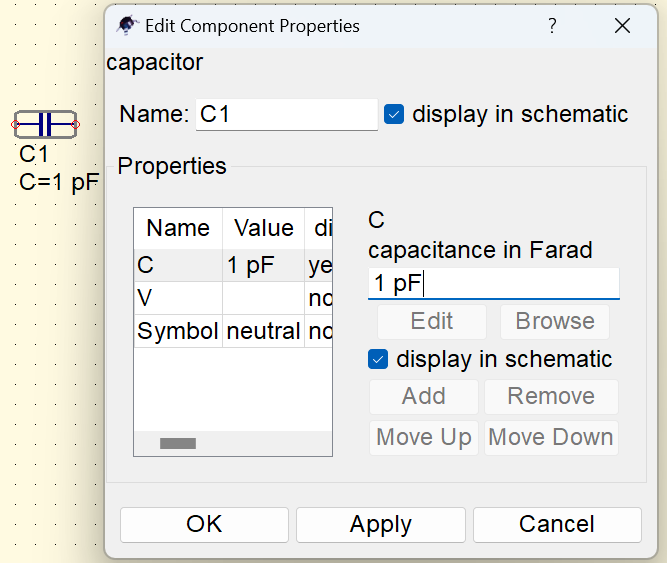 Edit Component Properties ?
capacitor
Name: C1 display in schematic
C1
C=1 pF
Properties
Name Value di
C 1 pF ye
V no
Symbol neutral no
C
capacitance in Farad
1 pF
Edit Browse
display in schematic
Add Remove
Move Up Move Down
OK Apply Cancel